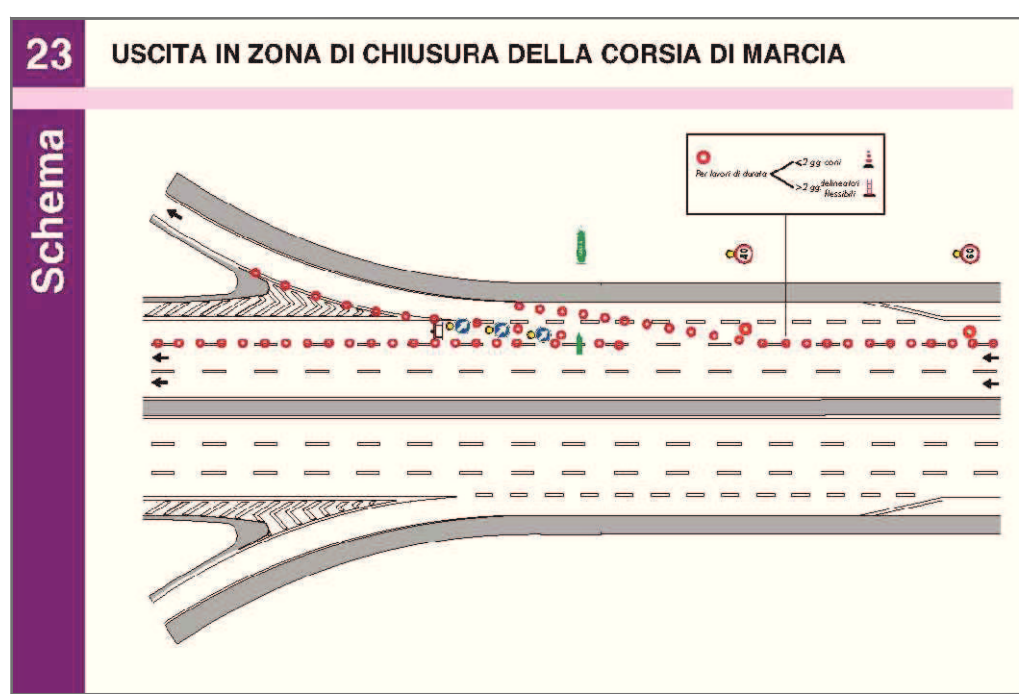 23
USCITA IN ZONA DI CHIUSURA DELLA CORSIA DI MARCIA
Schema
Per lavori di durata
<2 gg coni
>2 gg delineatori
flessibili
40
60